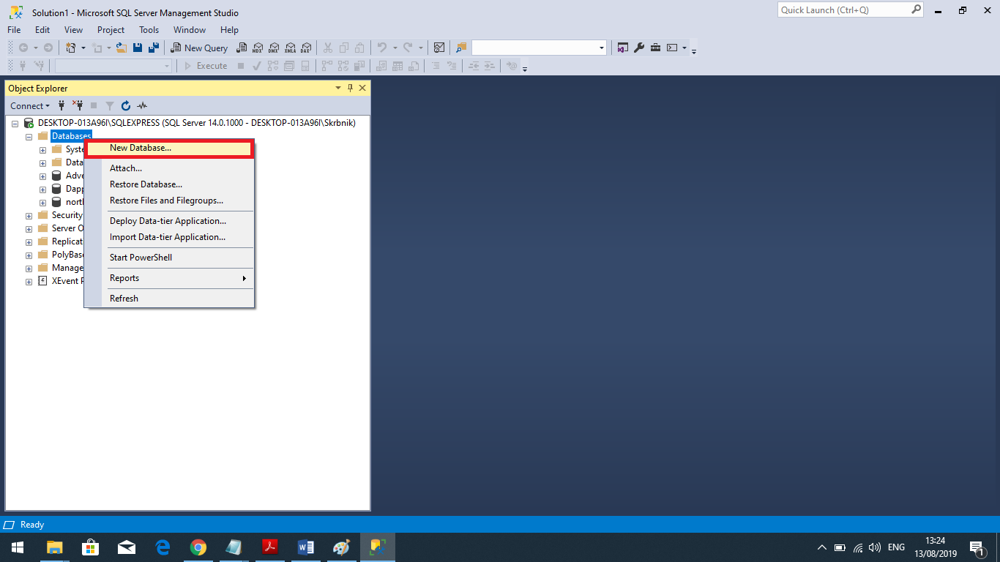 Solution1 - Microsoft SQL Server Management Studio
Quick Launch (Ctrl+Q)
File Edit View Project Tools Window Help
New Query MDX DMX XMLA DAX
Execute
Object Explorer
Connect
DESKTOP-013A96I\SQLEXPRESS (SQL Server 14.0.1000 - DESKTOP-013A96I\Skrbnik)
Databases
Syste
New Database...
Data
Attach...
Adve
Dapp
Restore Database...
north
Restore Files and Filegroups...
Security
Server O
Deploy Data-tier Application...
Replicat
Import Data-tier Application...
PolyBase
Start PowerShell
Manage
XEvent P
Reports
Refresh
Ready
ENG
13:24
13/08/2019
1